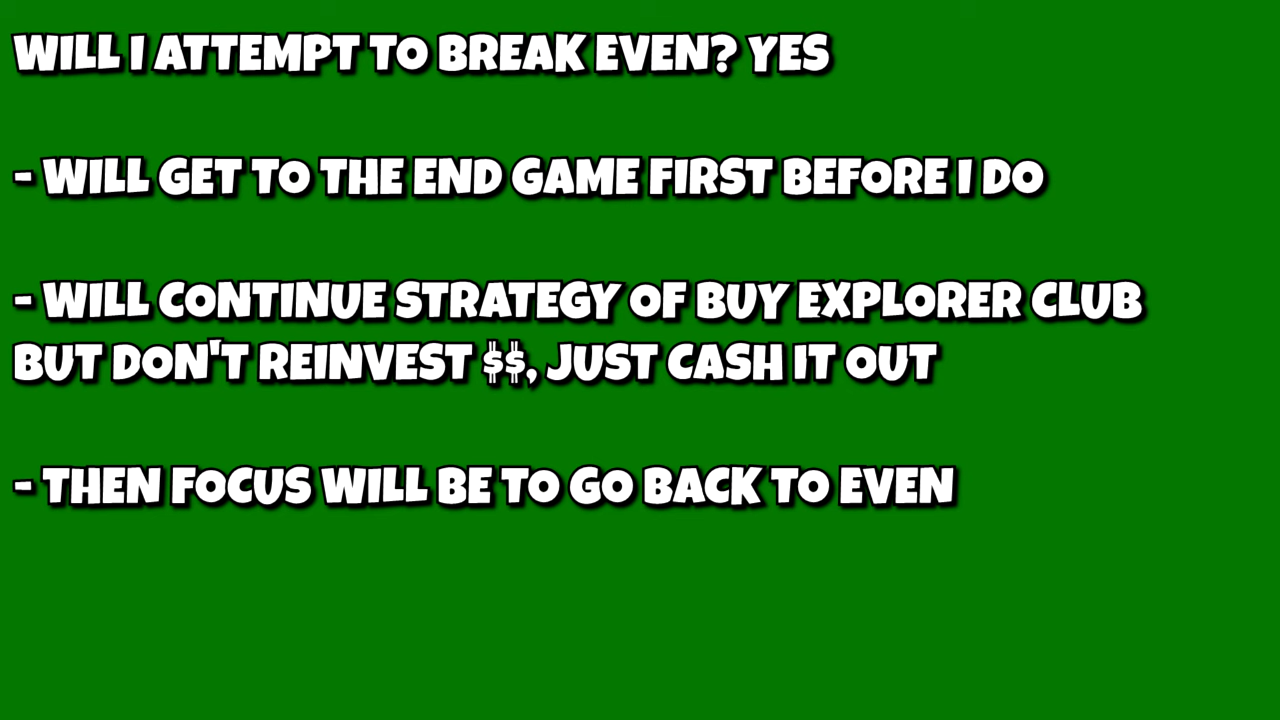 WILL I ATTEMPT TO BREAK EVEN? YES
- WILL GET TO THE END GAME FIRST BEFORE I DO
- WILL CONTINUE STRATEGY OF BUY EXPLORER CLUB
BUT DON'T REINVEST $$, JUST CASH IT OUT
- THEN FOCUS WILL BE TO GO BACK TO EVEN